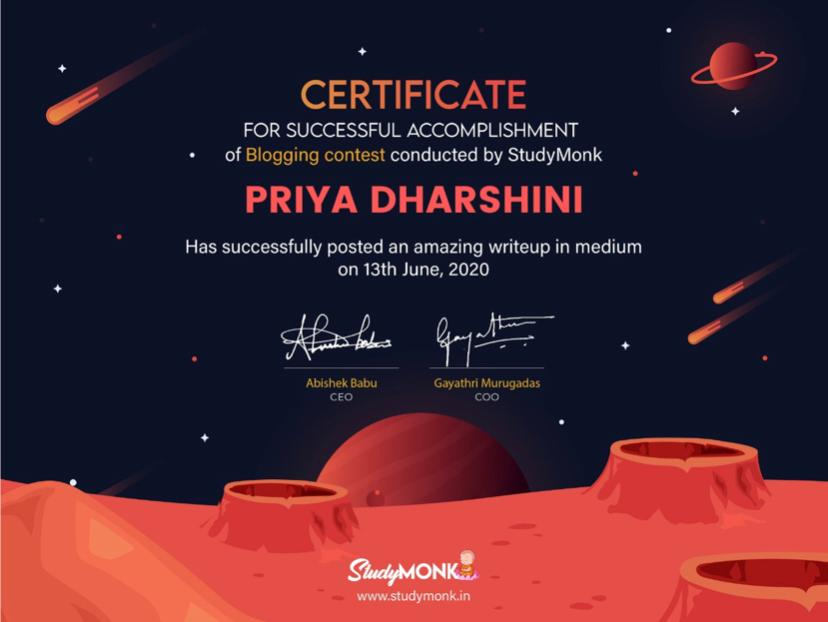 CERTIFICATE
FOR SUCCESSFUL ACCOMPLISHMENT
of Blogging contest conducted by StudyMonk
PRIYA DHARSHINI
Has successfully posted an amazing writeup in medium
on 13th June, 2020
Abishek Babu
CEO
Gayathri Murugadas
COO
StudyMONK
www.studymonk.in